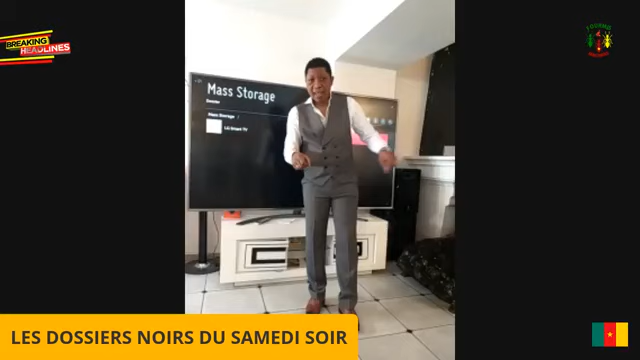 BREAKING
HEADLINES
Mass Storage
Mass Storage
LG Smart TV
LES DOSSIERS NOIRS DU SAMEDI SOIR